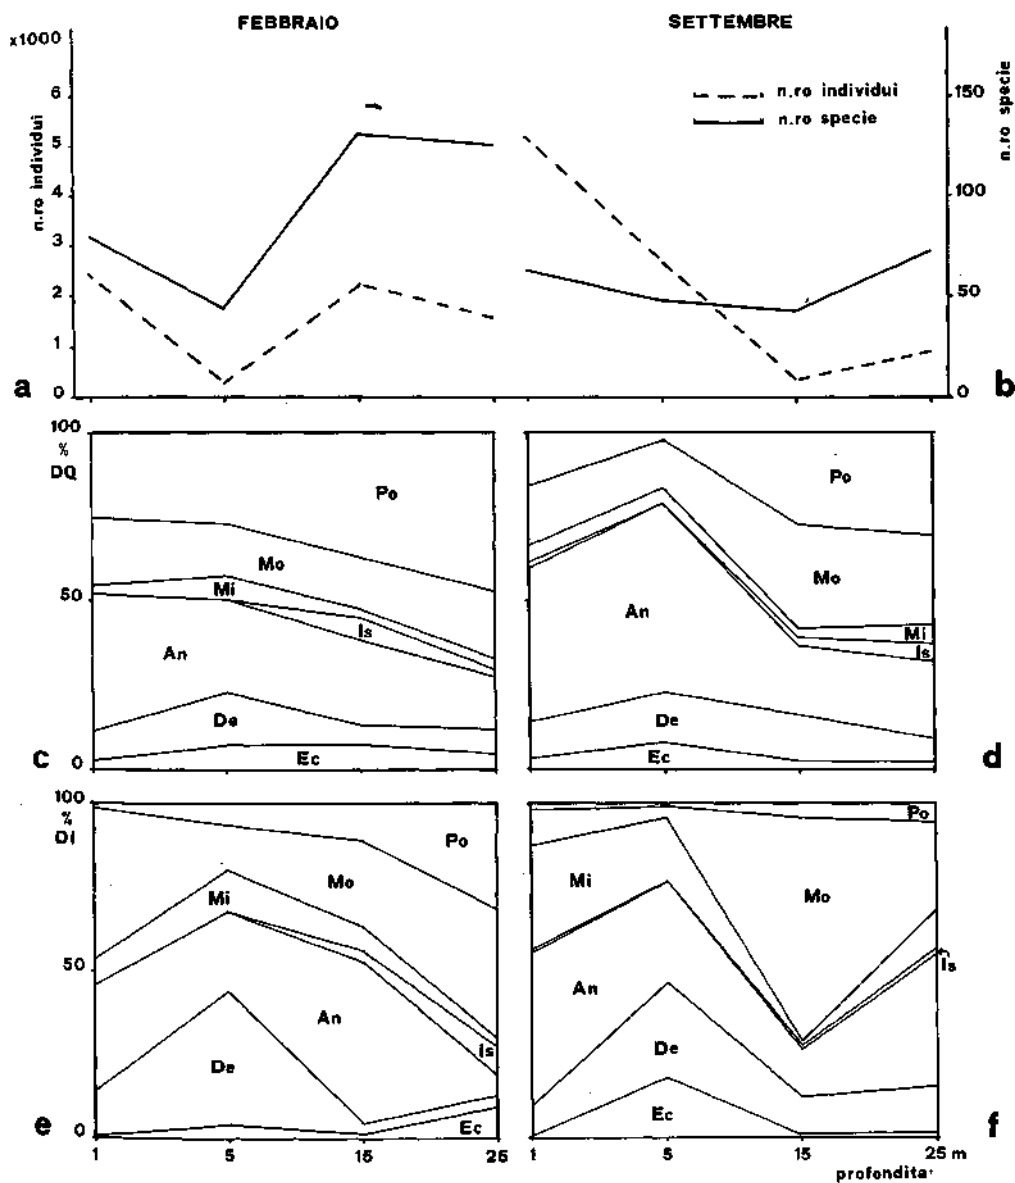 FEBBRAIO SETTEMBRE
x1000
n.ro individui
6
5
4
3
2
1
0
a
n.ro individui
n.ro specie
150
100
50
0
n.ro specie
b
100
%
DQ
50
0
Po
Mo
Mi
Is
An
De
Ec
c
Po
Mo
Mi
Is
An
De
Ec
d
100
%
DI
50
0
Po
Mo
Mi
An
Is
De
Ec
e
1 5 15 25
Po
Mi
Mo
Is
An
De
Ec
f
1 5 15 25 m
profondita'